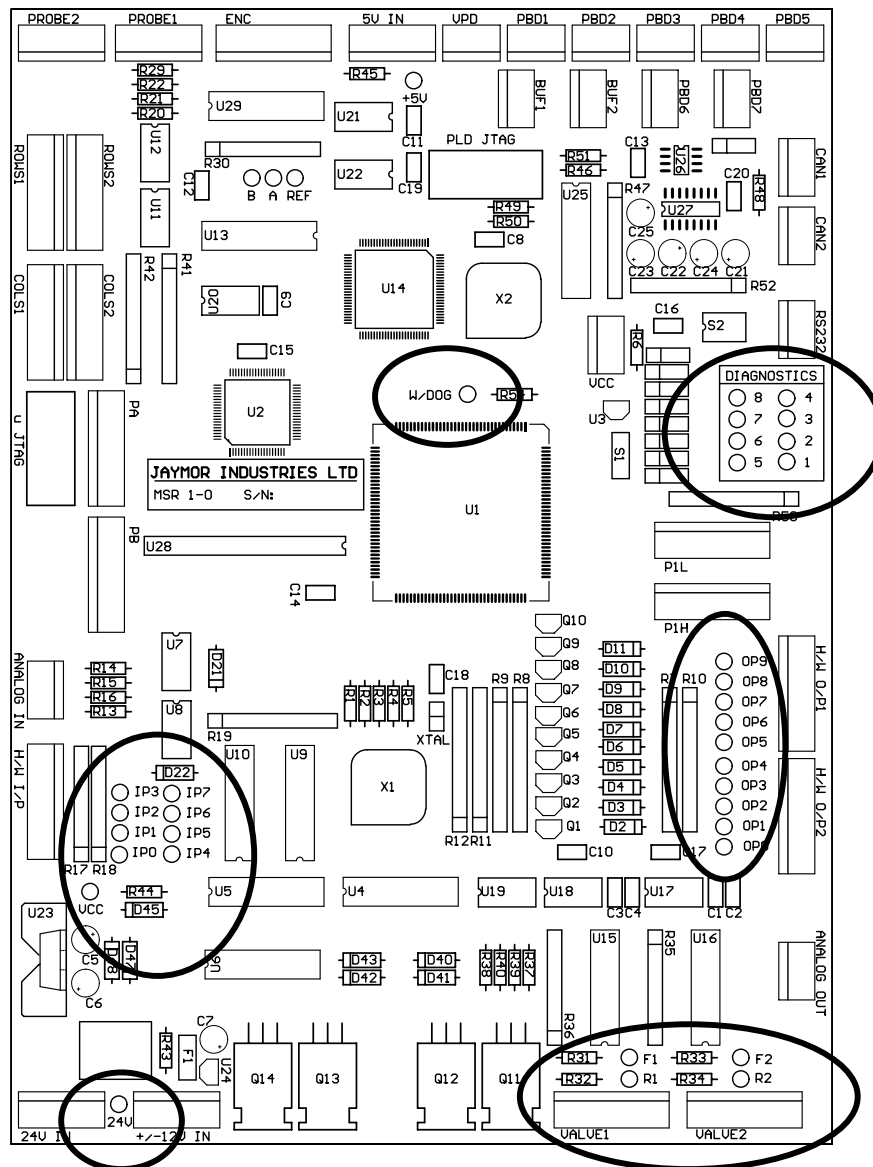 PROBE2 PROBE1 ENC 5V IN VPD PBD1 PBD2 PBD3 PBD4 PBD5
R29
R22
R21
R20
R45
+5V
U29
U21
C11
BUF1
BUF2
PBD6
PBD7
ROWS1
ROWS2
U12
R30
U22
C19
PLD JTAG
R51
R46
C13
U26
C20
R48
CAN1
C12
B A REF
U11
U13
R49
R50
C8
U25
R47
U27
C25
C23 C22 C24 C21
CAN2
R42
R41
COLS1
COLS2
U20
C9
U14
X2
R52
C16
S2
RS232
C15
VCC
R6
W/DOG
DIAGNOSTICS
8 4
7 3
6 2
5 1
U2
U3
S1
JTAG
PA
JAYMOR INDUSTRIES LTD
MSR 1-0 S/N:
U1
PB
U28
P1L
C14
P1H
Q10
Q9
Q8
Q7
Q6
Q5
Q4
Q3
Q2
Q1
D11
D10
D9
D8
D7
D6
D5
D4
D3
D2
ANALOG IN
R14
R15
R16
R13
U7
D21
U8
R19
R1
R2
R3
R4
R5
C18
XTAL
R9
R8
R10
OP9
OP8
OP7
OP6
OP5
OP4
OP3
OP2
OP1
H/W O/P1
H/W O/P2
H/W I/P
D22
U10
U9
X1
IP3 IP7
IP2 IP6
IP1 IP5
IP0 IP4
R17
R18
R12
R11
C10
VCC
R44
D45
U5
U4
U19
U18
C3
C4
U17
C1
C2
U23
C5
D47
C6
D43
D42
D40
D41
R38
R40
R39
R37
U15
R35
U16
ANALOG OUT
R36
R43
F1
C7
U24
Q14
Q13
Q12
Q11
R31
F1
R33
F2
R32
R1
R34
R2
24V IN
24V
+/-12V IN
VALVE1
VALVE2